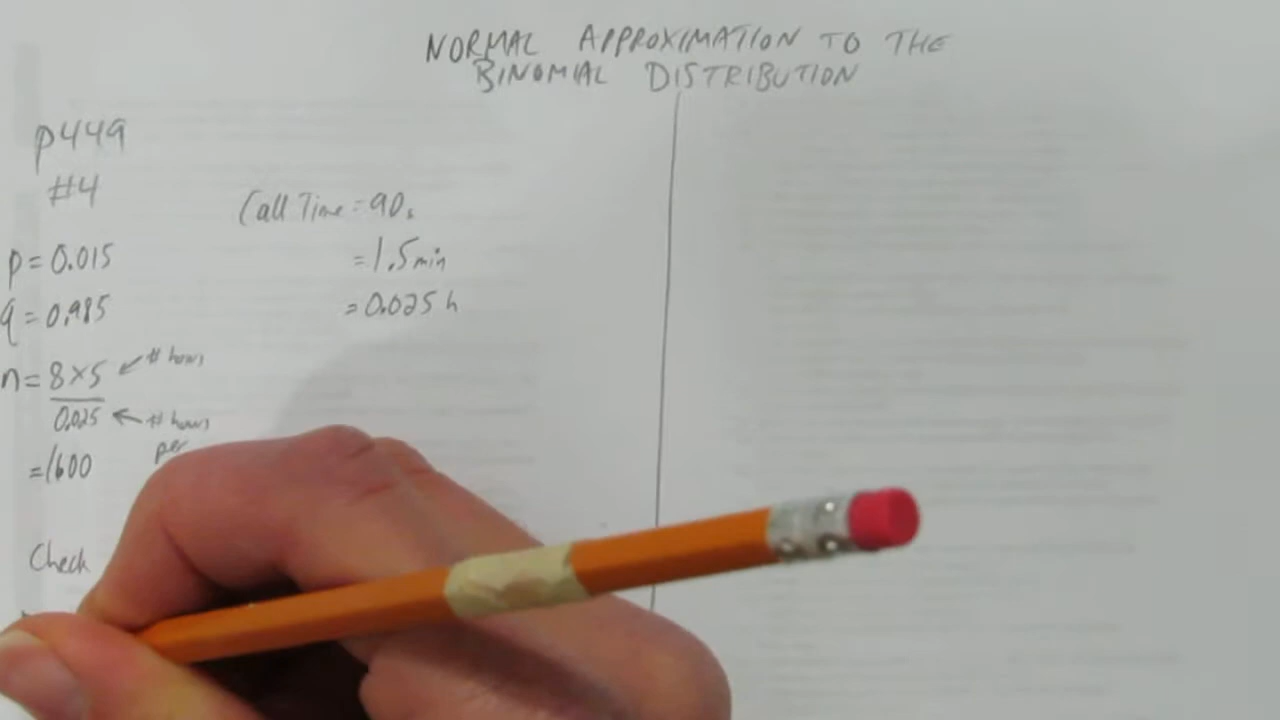 NORMAL APPROXIMATION TO THE
BINOMIAL DISTRIBUTION
p449
#4
p = 0.015
q = 0.985
n = 8×5 ← # hours
0.025 ← # hours
per
= 1600
Check
Call Time = 90s
= 1.5 min
= 0.025 h